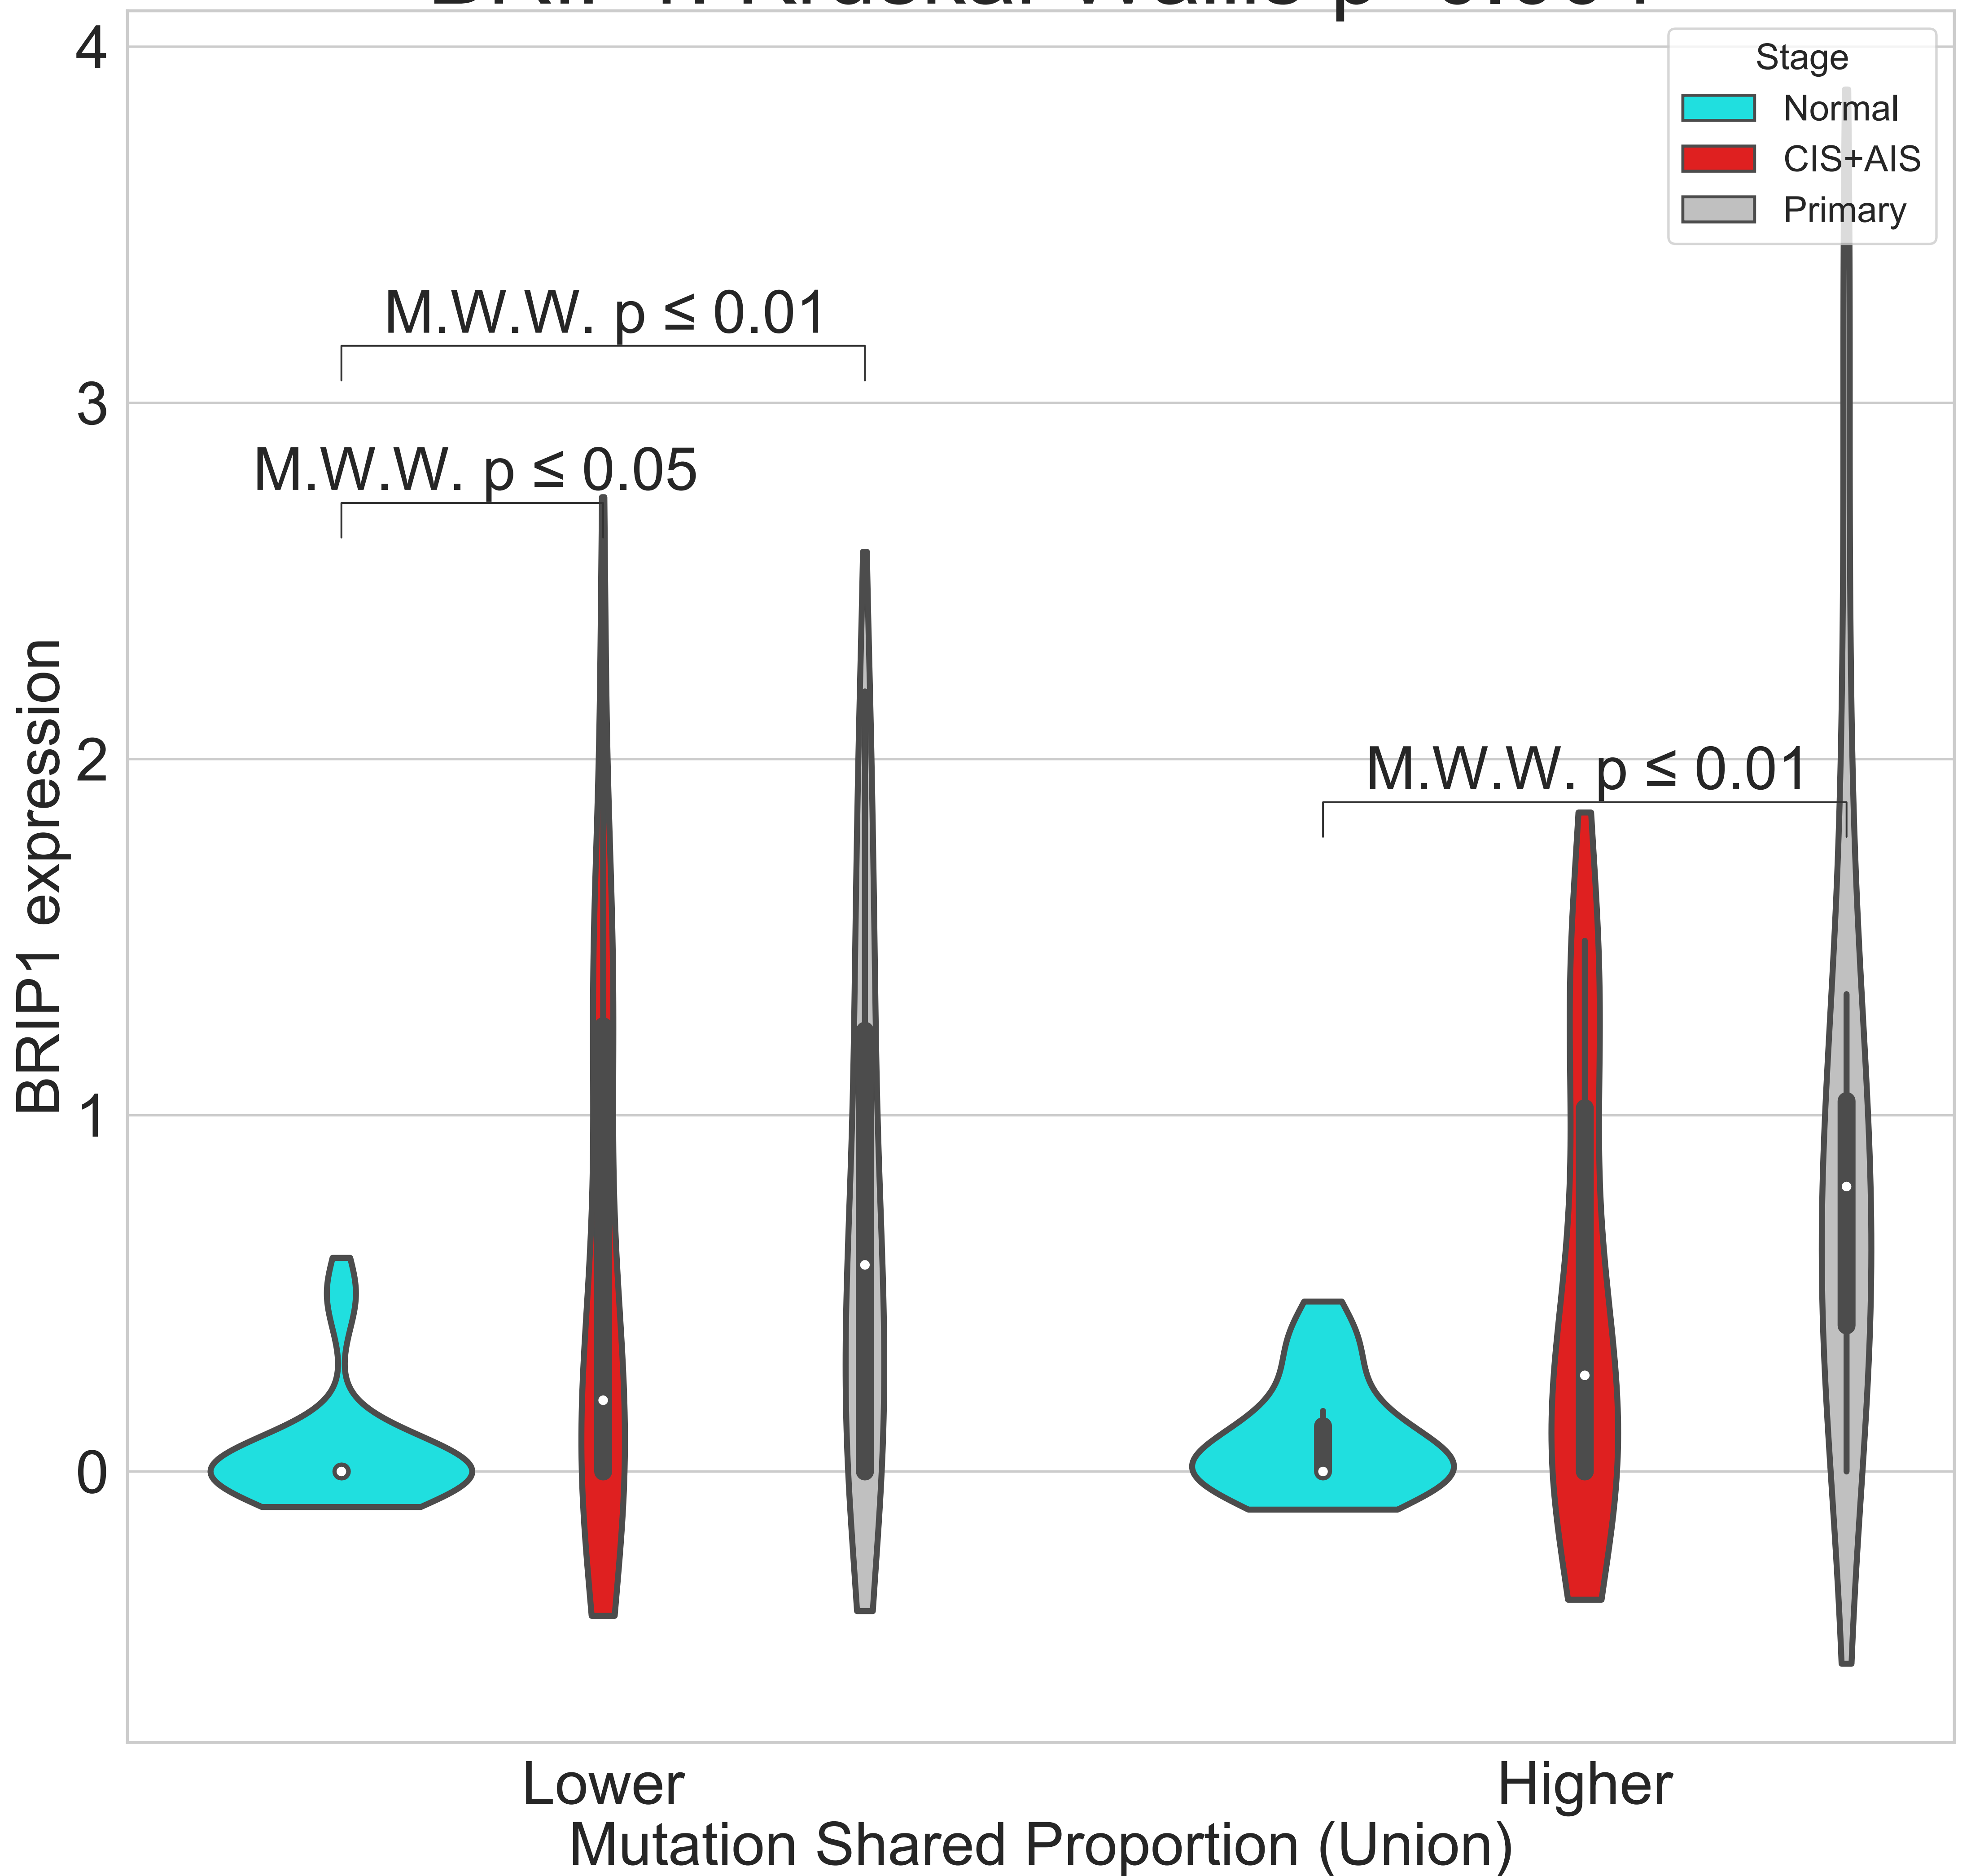 4
3
2
1
0
BRIP1 expression
Stage
Normal
CIS+AIS
Primary
M.W.W. p ≤ 0.01
M.W.W. p ≤ 0.05
M.W.W. p ≤ 0.01
Lower
Higher
Mutation Shared Proportion (Union)